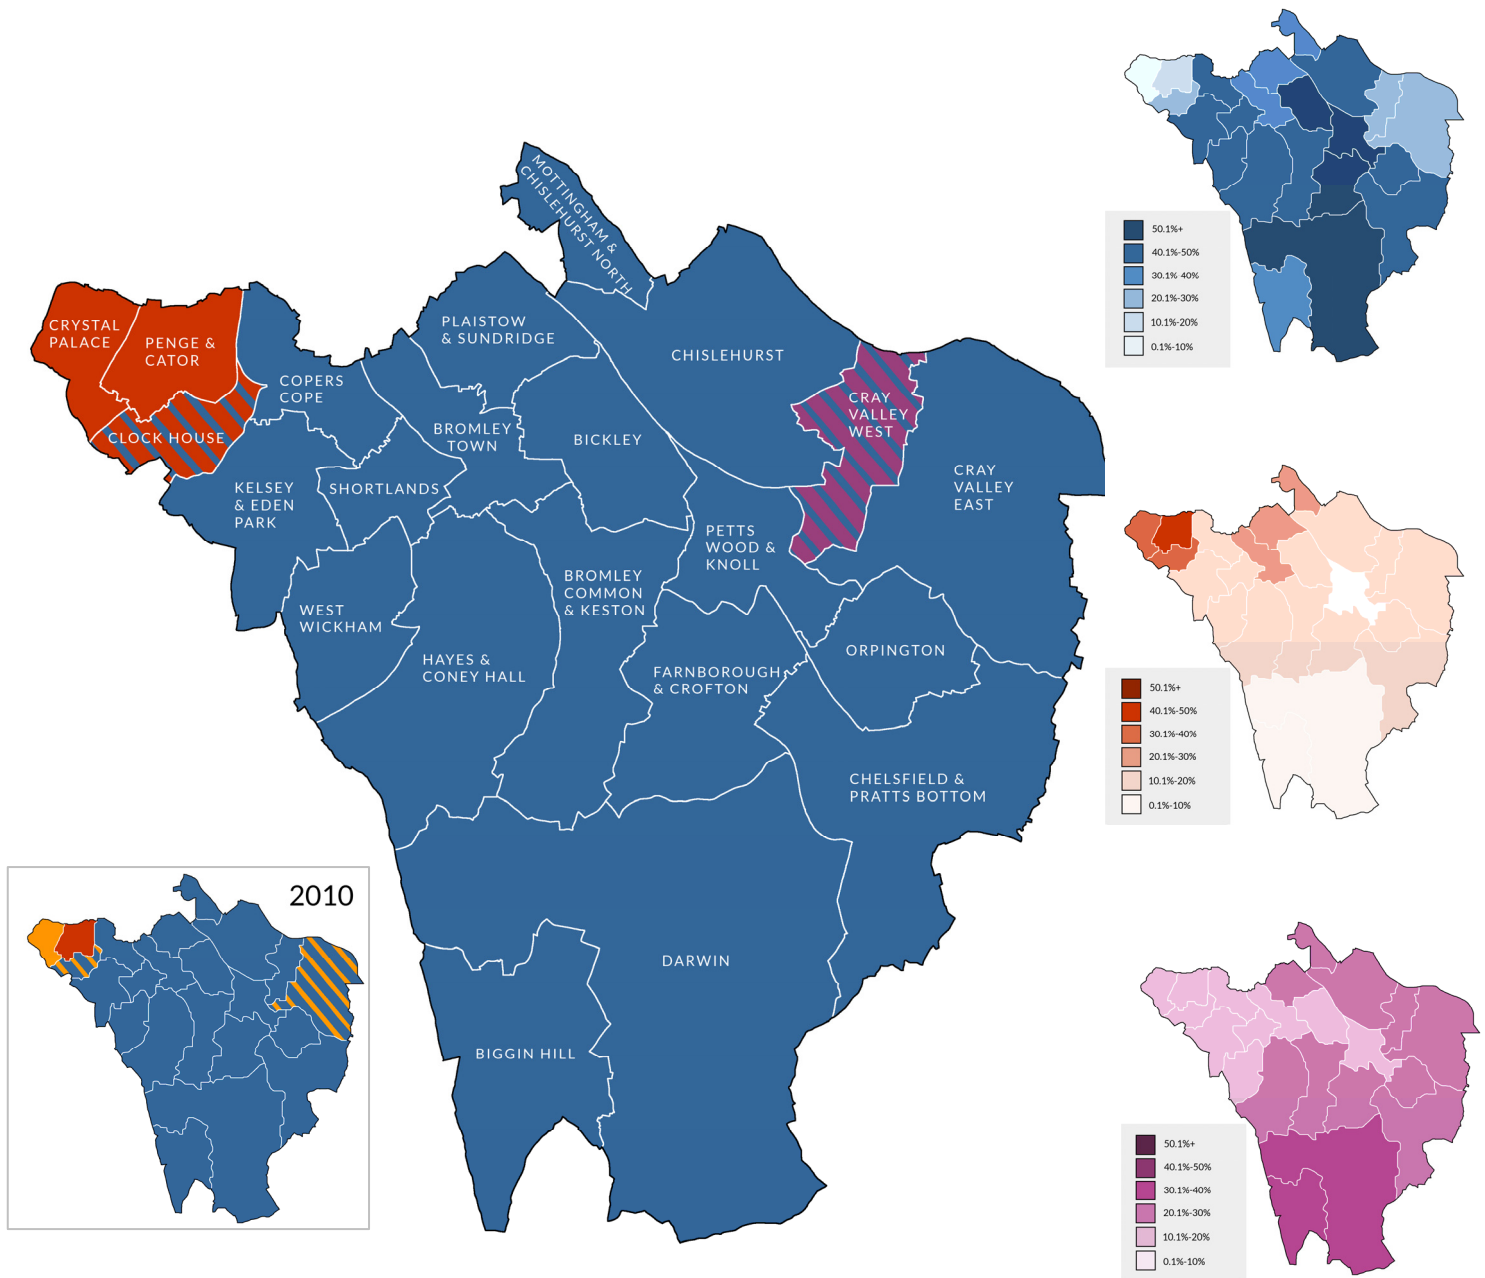 MOTTINGHAM &
CHISLEHURST NORTH
CRYSTAL
PALACE
PENGE &
CATOR
CLOCK HOUSE
COPERS
COPE
PLAISTOW
& SUNDRIDGE
CHISLEHURST
BROMLEY
TOWN
BICKLEY
CRAY
VALLEY
WEST
CRAY
VALLEY
EAST
KELSEY
& EDEN
PARK
SHORTLANDS
PETTS
WOOD &
KNOLL
BROMLEY
COMMON
& KESTON
WEST
WICKHAM
HAYES &
CONEY HALL
FARNBOROUGH
& CROFTON
ORPINGTON
CHELSFIELD &
PRATTS BOTTOM
DARWIN
BIGGIN HILL
2010
50.1%+
40.1%-50%
30.1% 40%
20.1%-30%
10.1%-20%
0.1%-10%
50.1%+
40.1%-50%
30.1%-40%
20.1%-30%
10.1%-20%
0.1%-10%
50.1%+
40.1%-50%
30.1%-40%
20.1%-30%
10.1%-20%
0.1%-10%